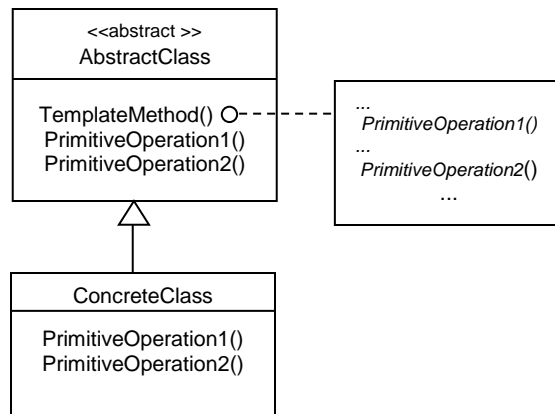 <<abstract >>
AbstractClass
TemplateMethod()
PrimitiveOperation1()
PrimitiveOperation2()
...
PrimitiveOperation1()
...
PrimitiveOperation2()
...
ConcreteClass
PrimitiveOperation1()
PrimitiveOperation2()